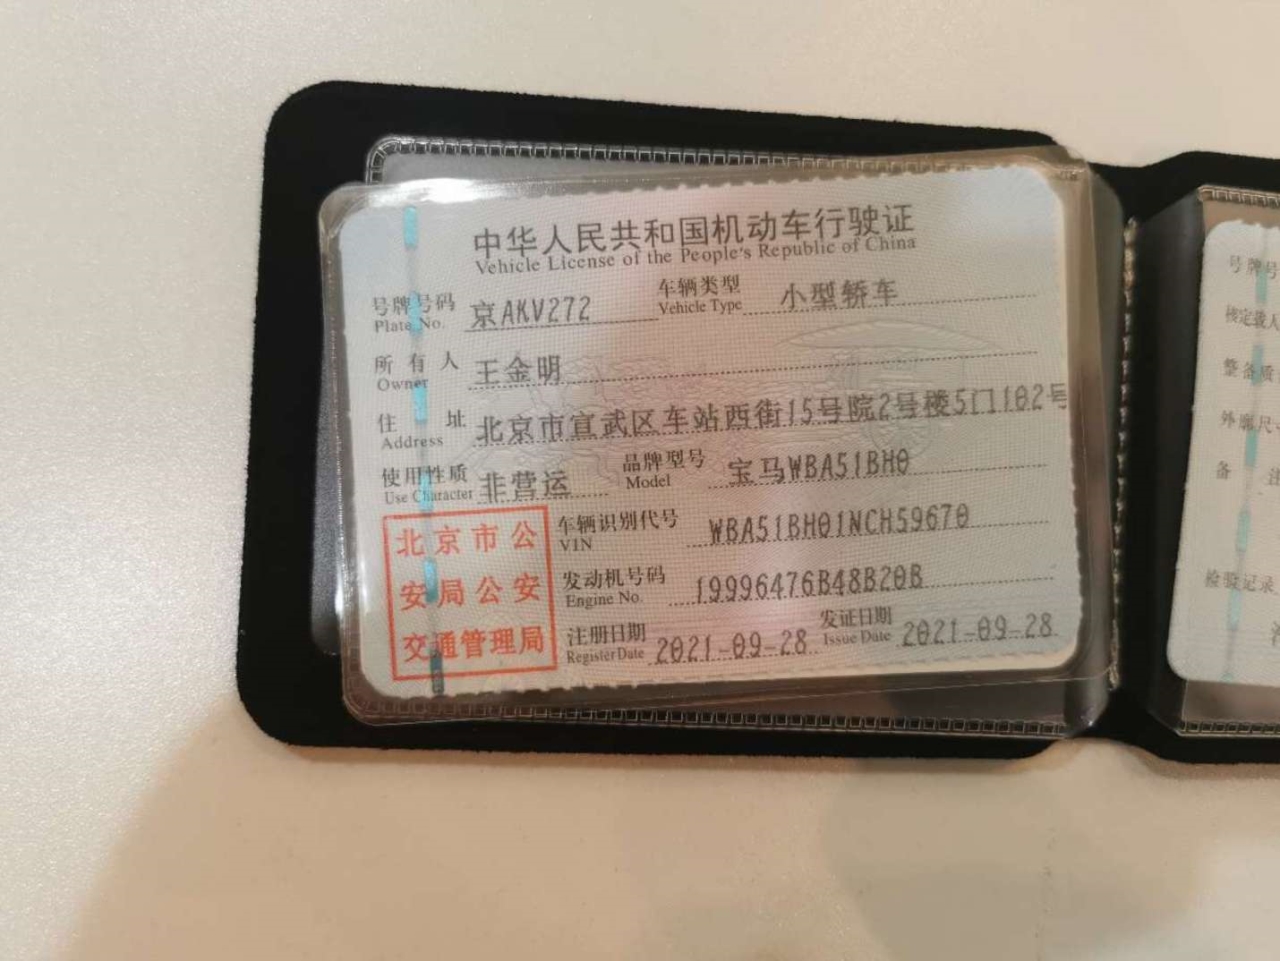 中华人民共和国机动车行驶证
Vehicle License of the People's Republic of China
号牌号码 京AKV272 车辆类型 小型轿车
Plate No. Vehicle Type
所有人 王金明
Owner
住址 北京市宣武区车站西街15号院2号楼5门102号
Address
使用性质 非营运 品牌型号 宝马WBA51BH0
Use Character Model
北京市公
安局公安
交通管理局
车辆识别代号 WBA51BH01NCH59670
VIN
发动机号码 19996476B48B20B
Engine No.
注册日期 2021-09-28 发证日期 2021-09-28
Register Date Issue Date
号牌号
核定载人
整备质
外廓尺寸
备注
检验记录